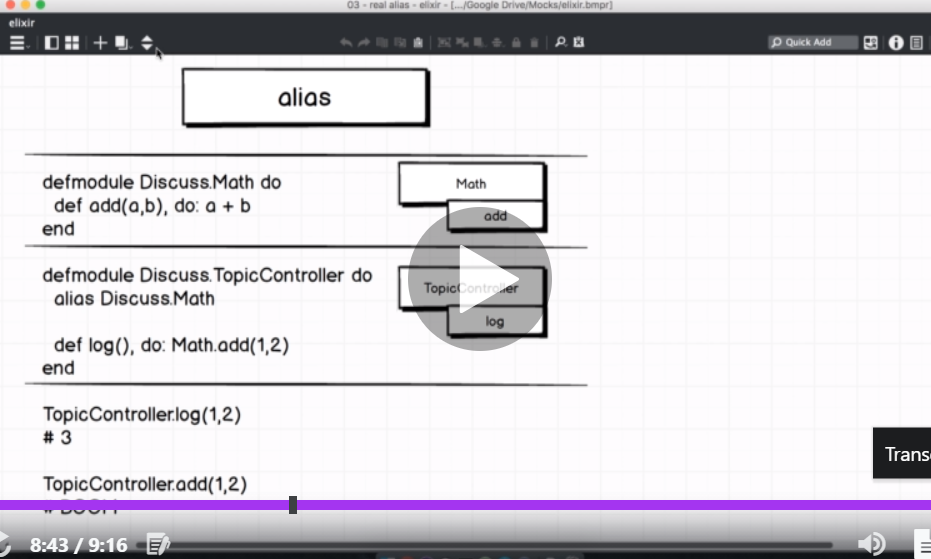 03 - real alias - elixir - [.../Google Drive/Mocks/elixir.bmpr]
elixir
Quick Add
alias
defmodule Discuss.Math do
def add(a,b), do: a + b
end
Math
add
defmodule Discuss.TopicController do
alias Discuss.Math
def log(), do: Math.add(1,2)
end
TopicController
log
TopicController.log(1,2)
# 3
TopicController.add(1,2)
Trans
8:43 / 9:16